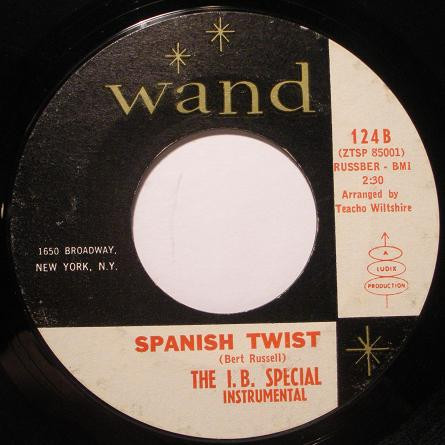 wand
124B
(ZTSP 85001)
RUSSBER - BMI
2:30
Arranged by
Teacho Wiltshire
1650 BROADWAY,
NEW YORK, N.Y.
A
LUDIX
PRODUCTION
SPANISH TWIST
(Bert Russell)
THE I. B. SPECIAL
INSTRUMENTAL